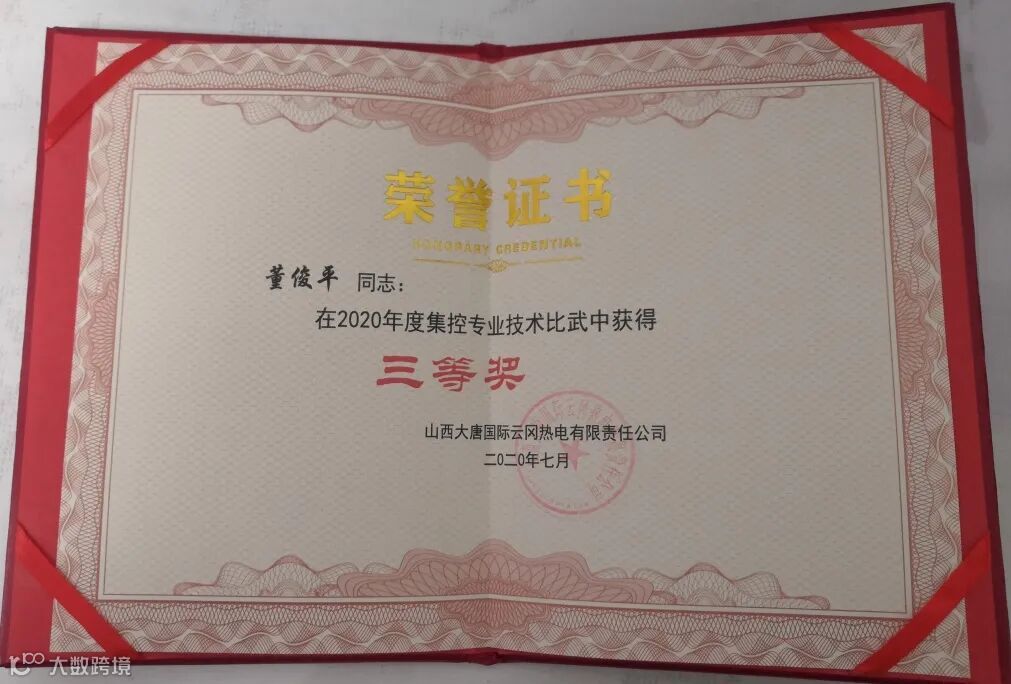 荣誉证书
HONORARY CREDENTIAL
董俊平 同志：
在2020年度集控专业技术比武中获得
三等奖
山西大唐国际云冈热电有限责任公司
二〇二〇年七月
大数跨境